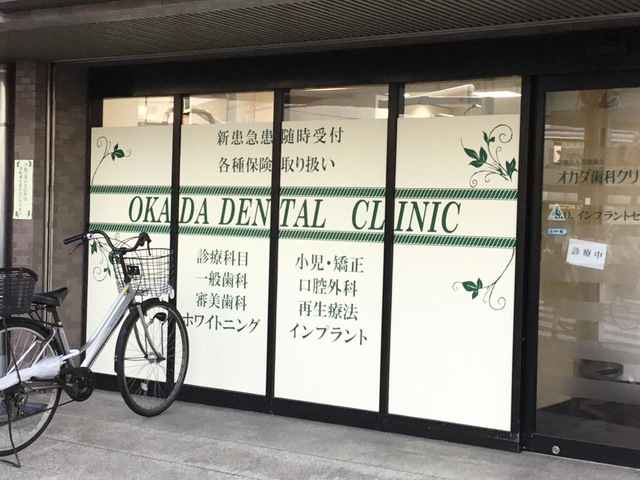 新患急患随時受付
各種保険取り扱い
OKADA DENTAL CLINIC
診療科目
一般歯科
審美歯科
ホワイトニング
小児・矯正
口腔外科
再生療法
インプラント
オカダ歯科クリ
S.O.インプラントセ
診療中